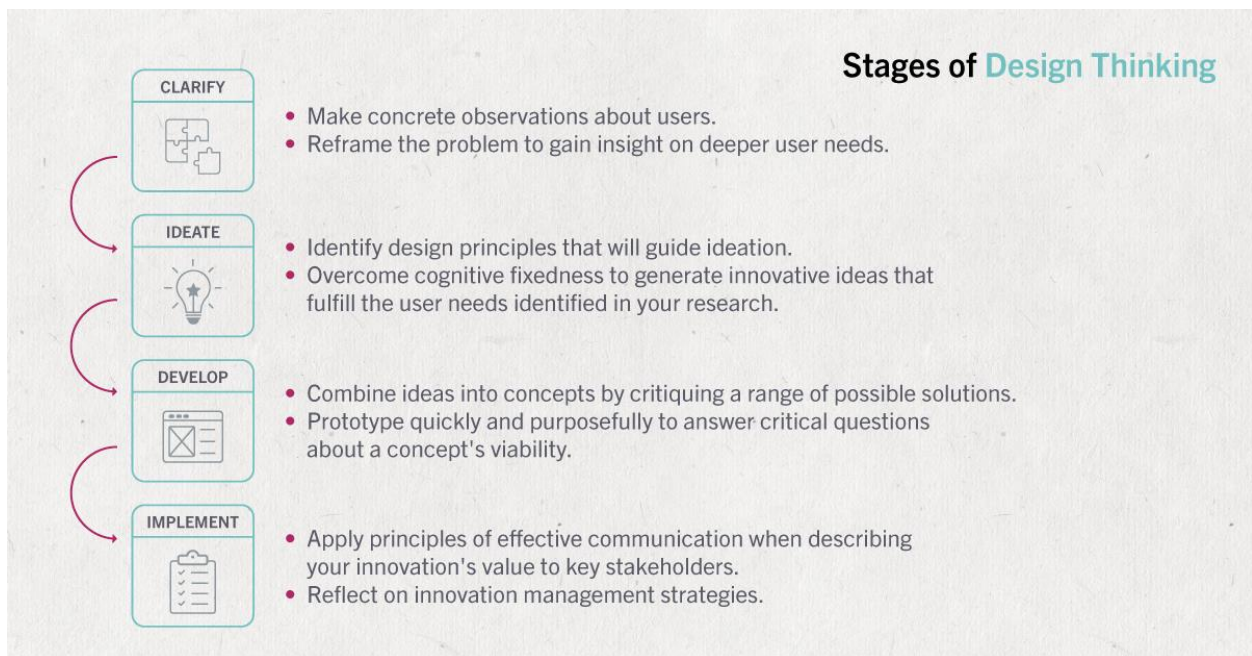 Stages of Design Thinking
CLARIFY
• Make concrete observations about users.
• Reframe the problem to gain insight on deeper user needs.
IDEATE
• Identify design principles that will guide ideation.
• Overcome cognitive fixedness to generate innovative ideas that
fulfill the user needs identified in your research.
DEVELOP
• Combine ideas into concepts by critiquing a range of possible solutions.
• Prototype quickly and purposefully to answer critical questions
about a concept's viability.
IMPLEMENT
• Apply principles of effective communication when describing
your innovation's value to key stakeholders.
• Reflect on innovation management strategies.